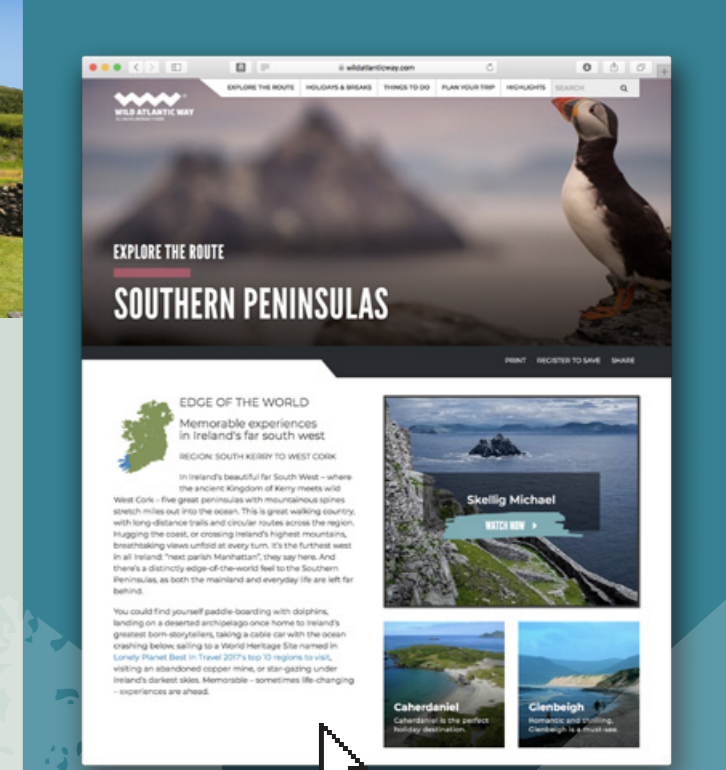 wildatlanticway.com
EXPLORE THE ROUTE HOLIDAYS & BREAKS THINGS TO DO PLAN YOUR TRIP HIGHLIGHTS SEARCH
WILD ATLANTIC WAY
EXPLORE THE ROUTE
SOUTHERN PENINSULAS
PRINT REGISTER TO SAVE SHARE
EDGE OF THE WORLD
Memorable experiences
in Ireland's far south west
REGION: SOUTH KERRY TO WEST CORK
In Ireland's beautiful far South West – where
the ancient Kingdom of Kerry meets wild
West Cork – five great peninsulas with mountainous spines
stretch miles out into the ocean. This is great walking country,
with long distance trails and circular routes across the region.
Hugging the coast, or crossing Ireland's highest mountains,
breathtaking views unfold at every turn. It's the furthest west
in all Ireland: "next parish Manhattan", they say here. And
there's a distinctly edge-of-the-world feel to the Southern
Peninsulas, as both the mainland and everyday life are left far
behind.
You could find yourself paddle-boarding with dolphins,
landing on a deserted archipelago once home to Ireland's
greatest born-storytellers, taking a cable car with the ocean
crashing below, sailing to a World Heritage Site named in
Lonely Planet Best In Travel 2017's top 10 regions to visit,
visiting an abandoned copper mine, or star-gazing under
Ireland's darkest skies. Memorable – sometimes life-changing
– experiences are ahead.
Skellig Michael
WATCH NOW
Caherdaniel
Caherdaniel is the perfect
holiday destination.
Glenbeigh
Romantic and thrilling,
Glenbeigh is a must-see.